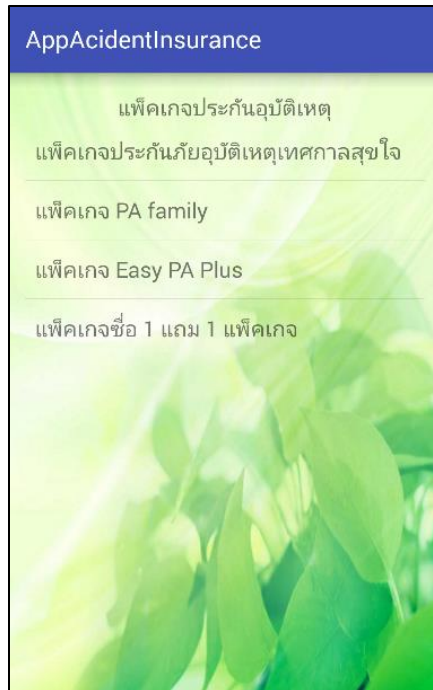 AppAcidentInsurance
แพ็คเกจประกันอุบัติเหตุ
แพ็คเกจประกันภัยอุบัติเหตุเทศกาลสุขใจ
แพ็คเกจ PA family
แพ็คเกจ Easy PA Plus
แพ็คเกจซื่อ 1 แถม 1 แพ็คเกจ